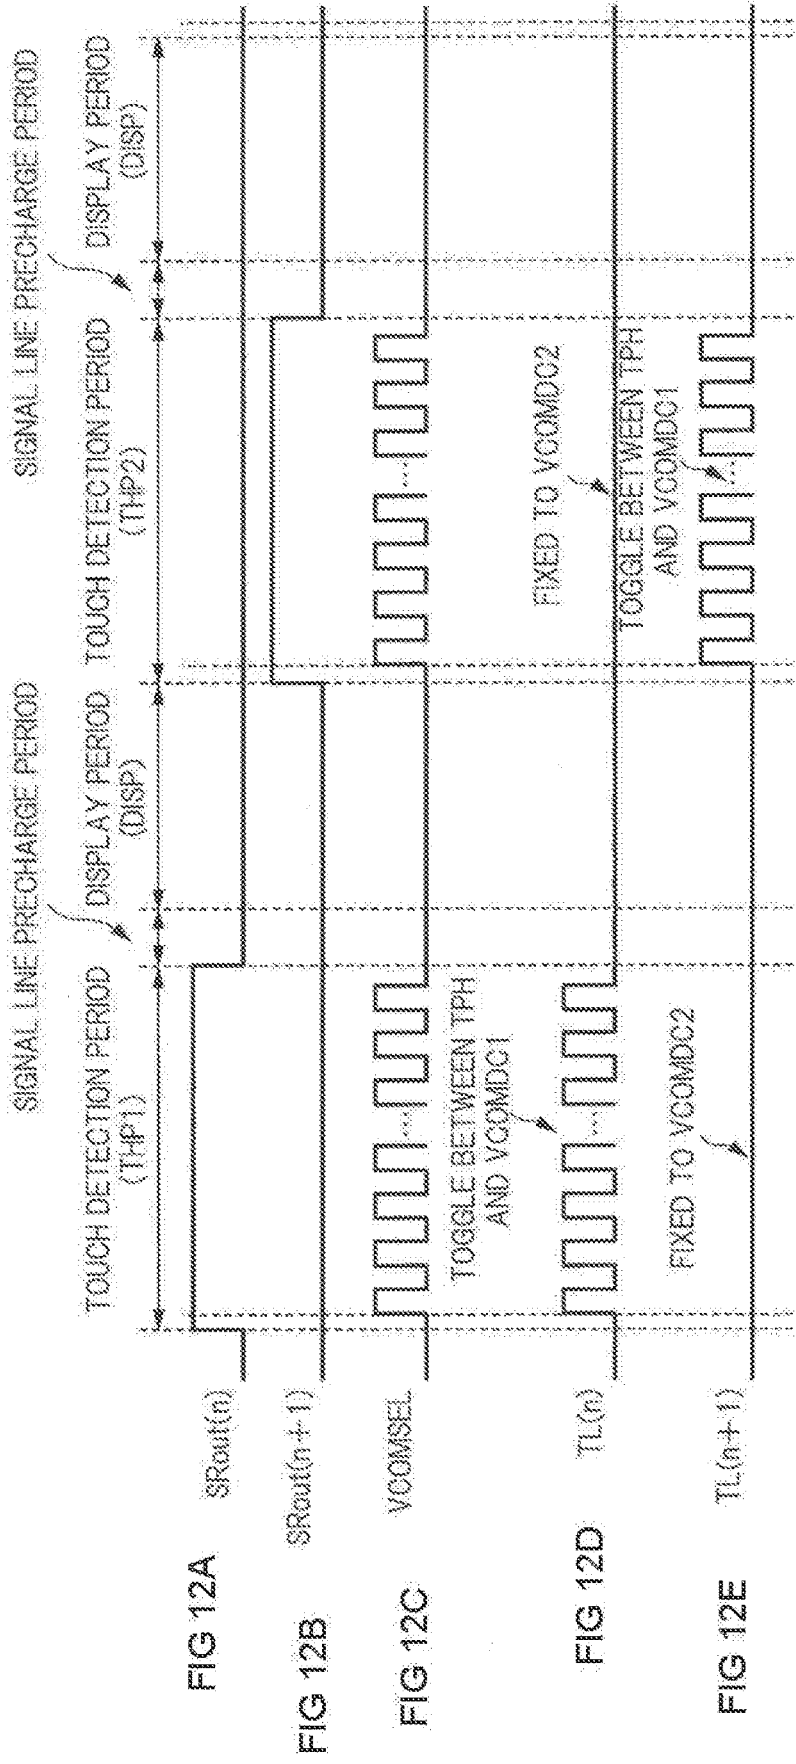 SIGNAL LINE PRECHARGE PERIOD
SIGNAL LINE PRECHARGE PERIOD
TOUCH DETECTION PERIOD
(THP1)
DISPLAY PERIOD
(DISP)
TOUCH DETECTION PERIOD
(THP2)
DISPLAY PERIOD
(DISP)
FIG 12A
SRout(n)
FIG 12B
SRout(n+1)
FIG 12C
VCOMSEL
...
...
TOGGLE BETWEEN TPH
AND VCOMDC1
FIXED TO VCOMDC2
FIG 12D
TL(n)
...
FIXED TO VCOMDC2
TOGGLE BETWEEN TPH
AND VCOMDC1
FIG 12E
TL(n+1)
...